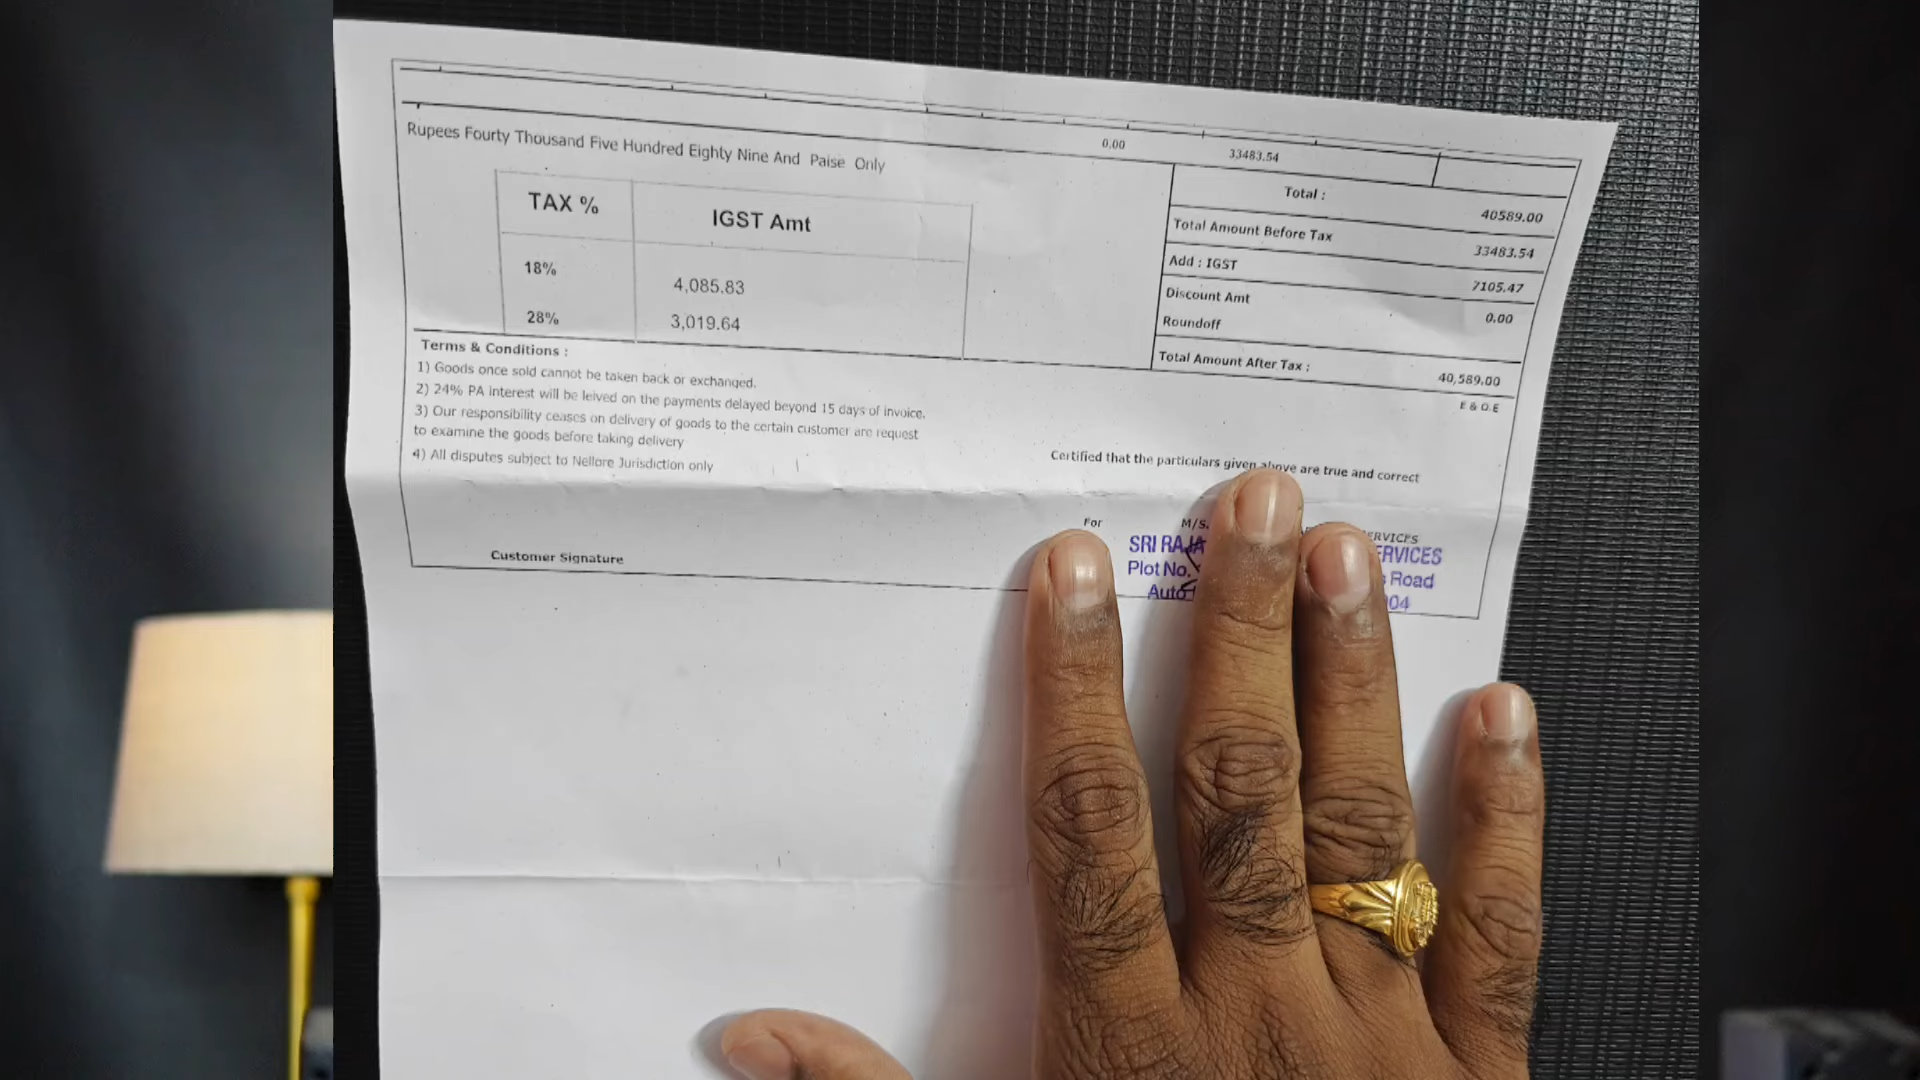 0.00 33483.54
Rupees Fourty Thousand Five Hundred Eighty Nine And Paise Only
TAX % IGST Amt
18% 4,085.83
28% 3,019.64
Total : 40589.00
Total Amount Before Tax 33483.54
Add : IGST 7105.47
Discount Amt 0.00
Roundoff
Total Amount After Tax : 40,589.00
E & O.E
Terms & Conditions :
1) Goods once sold cannot be taken back or exchanged.
2) 24% PA interest will be leived on the payments delayed beyond 15 days of invoice.
3) Our responsibility ceases on delivery of goods to the certain customer are request
to examine the goods before taking delivery
4) All disputes subject to Nellore Jurisdiction only
Certified that the particulars given above are true and correct
For M/S.
SRI RAJA
Plot No. Road
Auto 04
Customer Signature